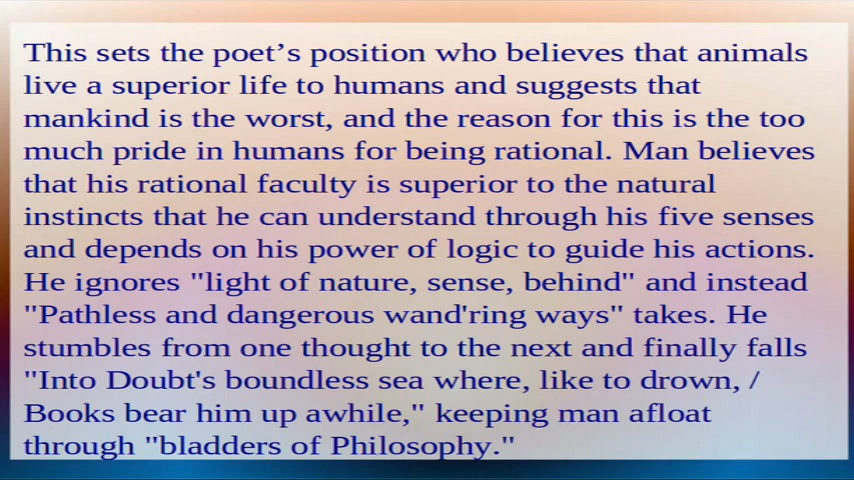 This sets the poet’s position who believes that animals
live a superior life to humans and suggests that
mankind is the worst, and the reason for this is the too
much pride in humans for being rational. Man believes
that his rational faculty is superior to the natural
instincts that he can understand through his five senses
and depends on his power of logic to guide his actions.
He ignores "light of nature, sense, behind" and instead
"Pathless and dangerous wand'ring ways" takes. He
stumbles from one thought to the next and finally falls
"Into Doubt's boundless sea where, like to drown, /
Books bear him up awhile," keeping man afloat
through "bladders of Philosophy."